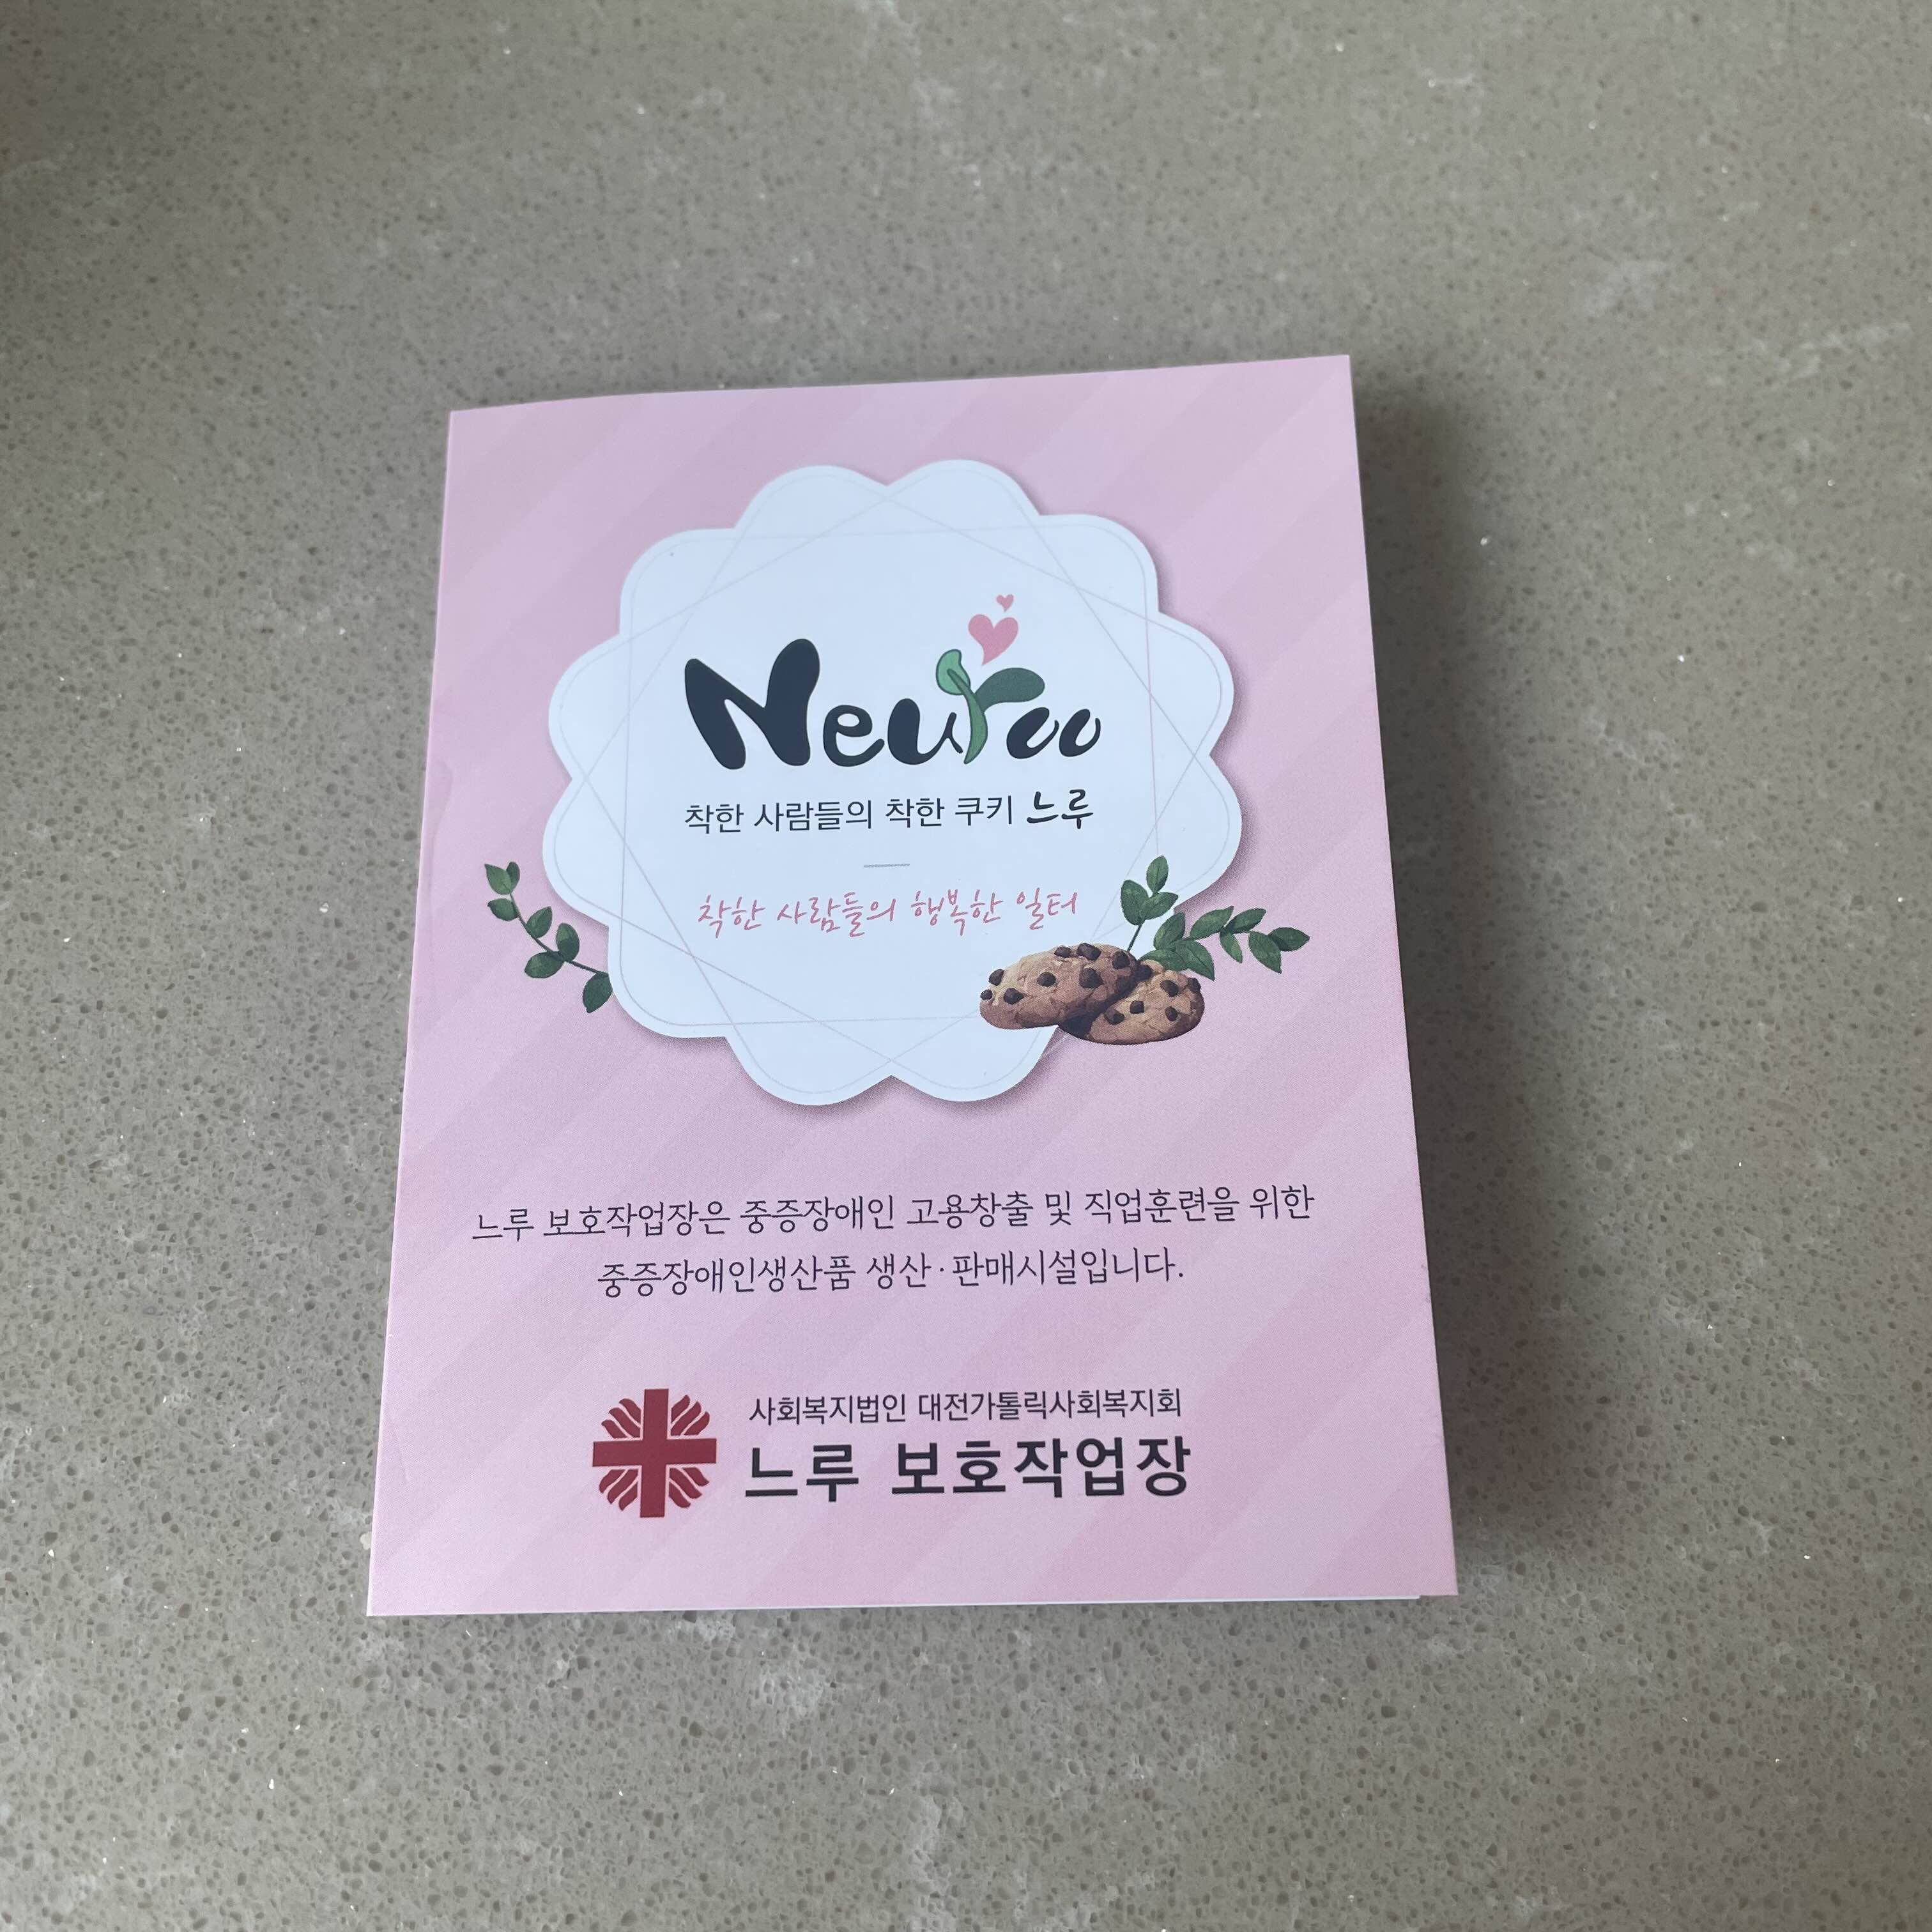 Neuroo
착한 사람들의 착한 쿠키 느루
착한 사람들의 행복한 일터
느루 보호작업장은 중증장애인 고용창출 및 직업훈련을 위한
중증장애인생산품 생산·판매시설입니다.
사회복지법인 대전가톨릭사회복지회
느루 보호작업장